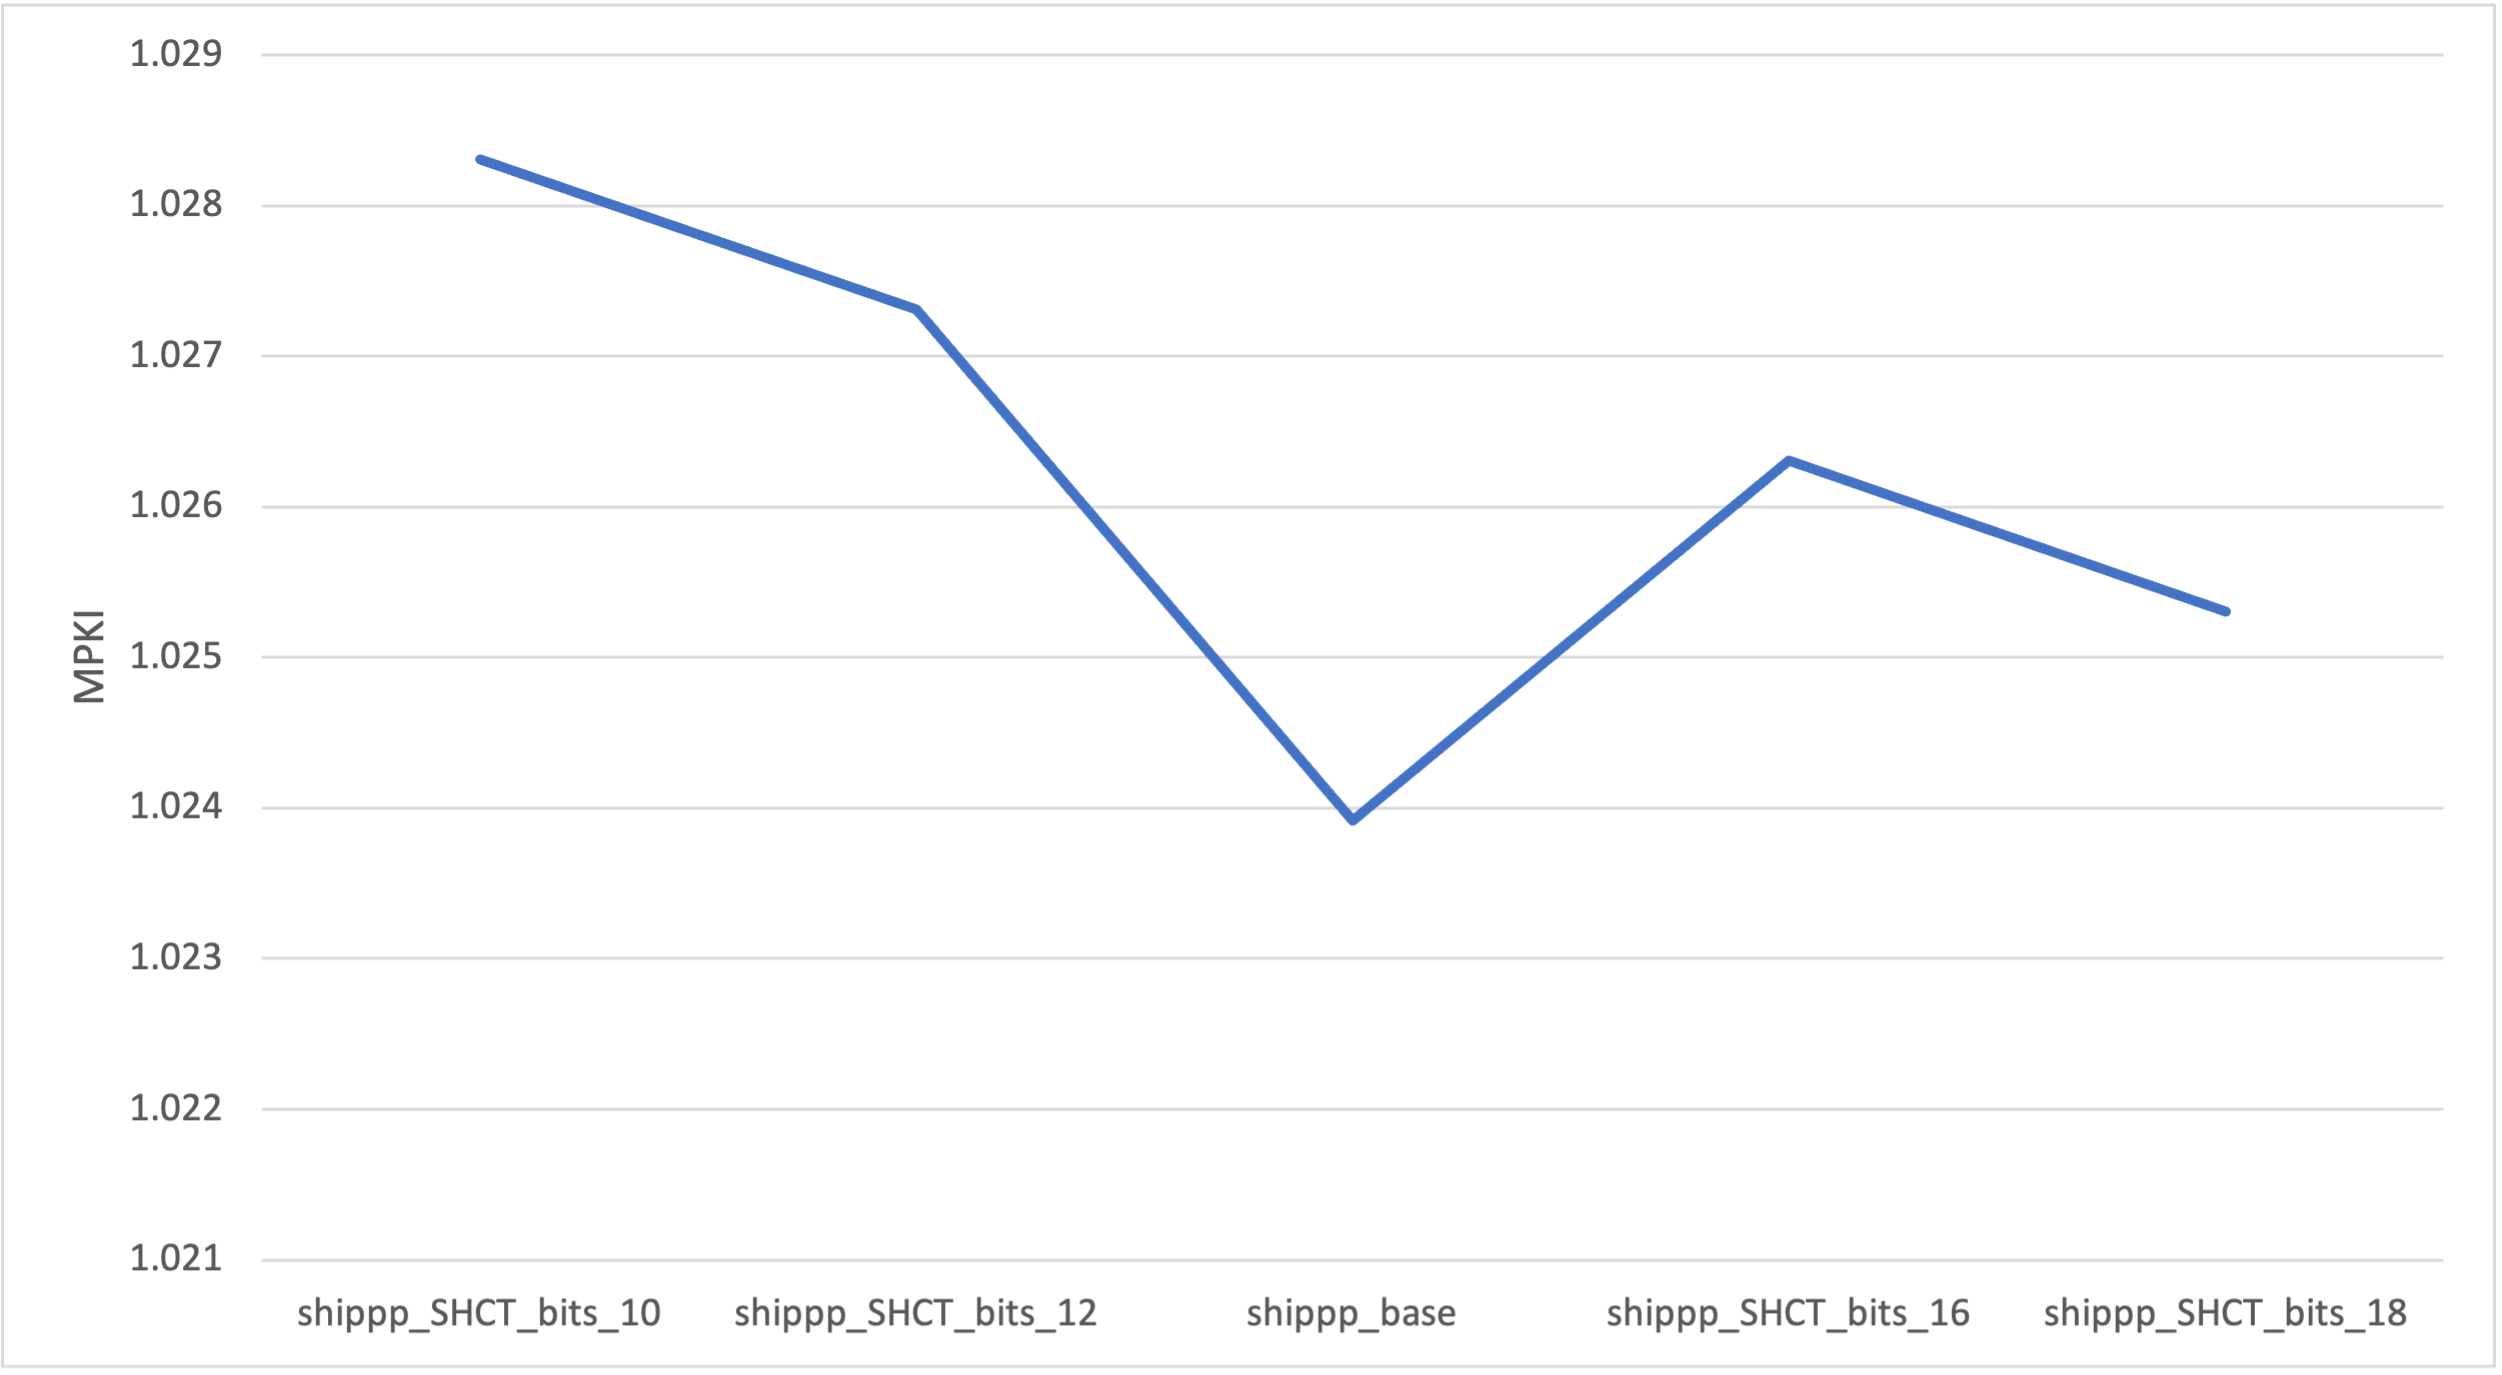 1.029
1.028
1.027
1.026
1.025
1.024
1.023
1.022
1.021
MPKI
shippp_SHCT_bits_10
shippp_SHCT_bits_12
shippp_base
shippp_SHCT_bits_16
shippp_SHCT_bits_18